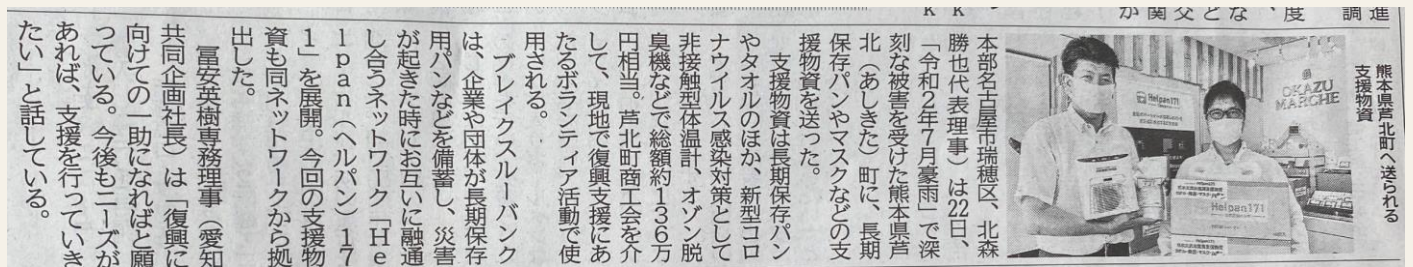 熊本県芦北町へ送られる
支援物資
OKAZU
MARCHE
Helpan171
Helpan171
本部名古屋市瑞穂区、北森
勝也代表理事）は22日、
「令和2年7月豪雨」で深
刻な被害を受けた熊本県芦
北（あしきた）町に、長期
保存パンやマスクなどの支
援物資を送った。
支援物資は長期保存パン
やタオルのほか、新型コロ
ナウイルス感染対策として
非接触型体温計、オゾン脱
臭機などで総額約136万
円相当。芦北町商工会を介
して、現地で復興支援にあ
たるボランティア活動で使
用される。
ブレイクスルーバンク
は、企業や団体が長期保存
用パンなどを備蓄し、災害
が起きた時にお互いに融通
し合うネットワーク「He
lpan（ヘルパン）17
1」を展開。今回の支援物
資も同ネットワークから拠
出した。
冨安英樹専務理事（愛知
共同企画社長）は「復興に
向けての一助になればと願
っている。今後もニーズが
あれば、支援を行っていき
たい」と話している。